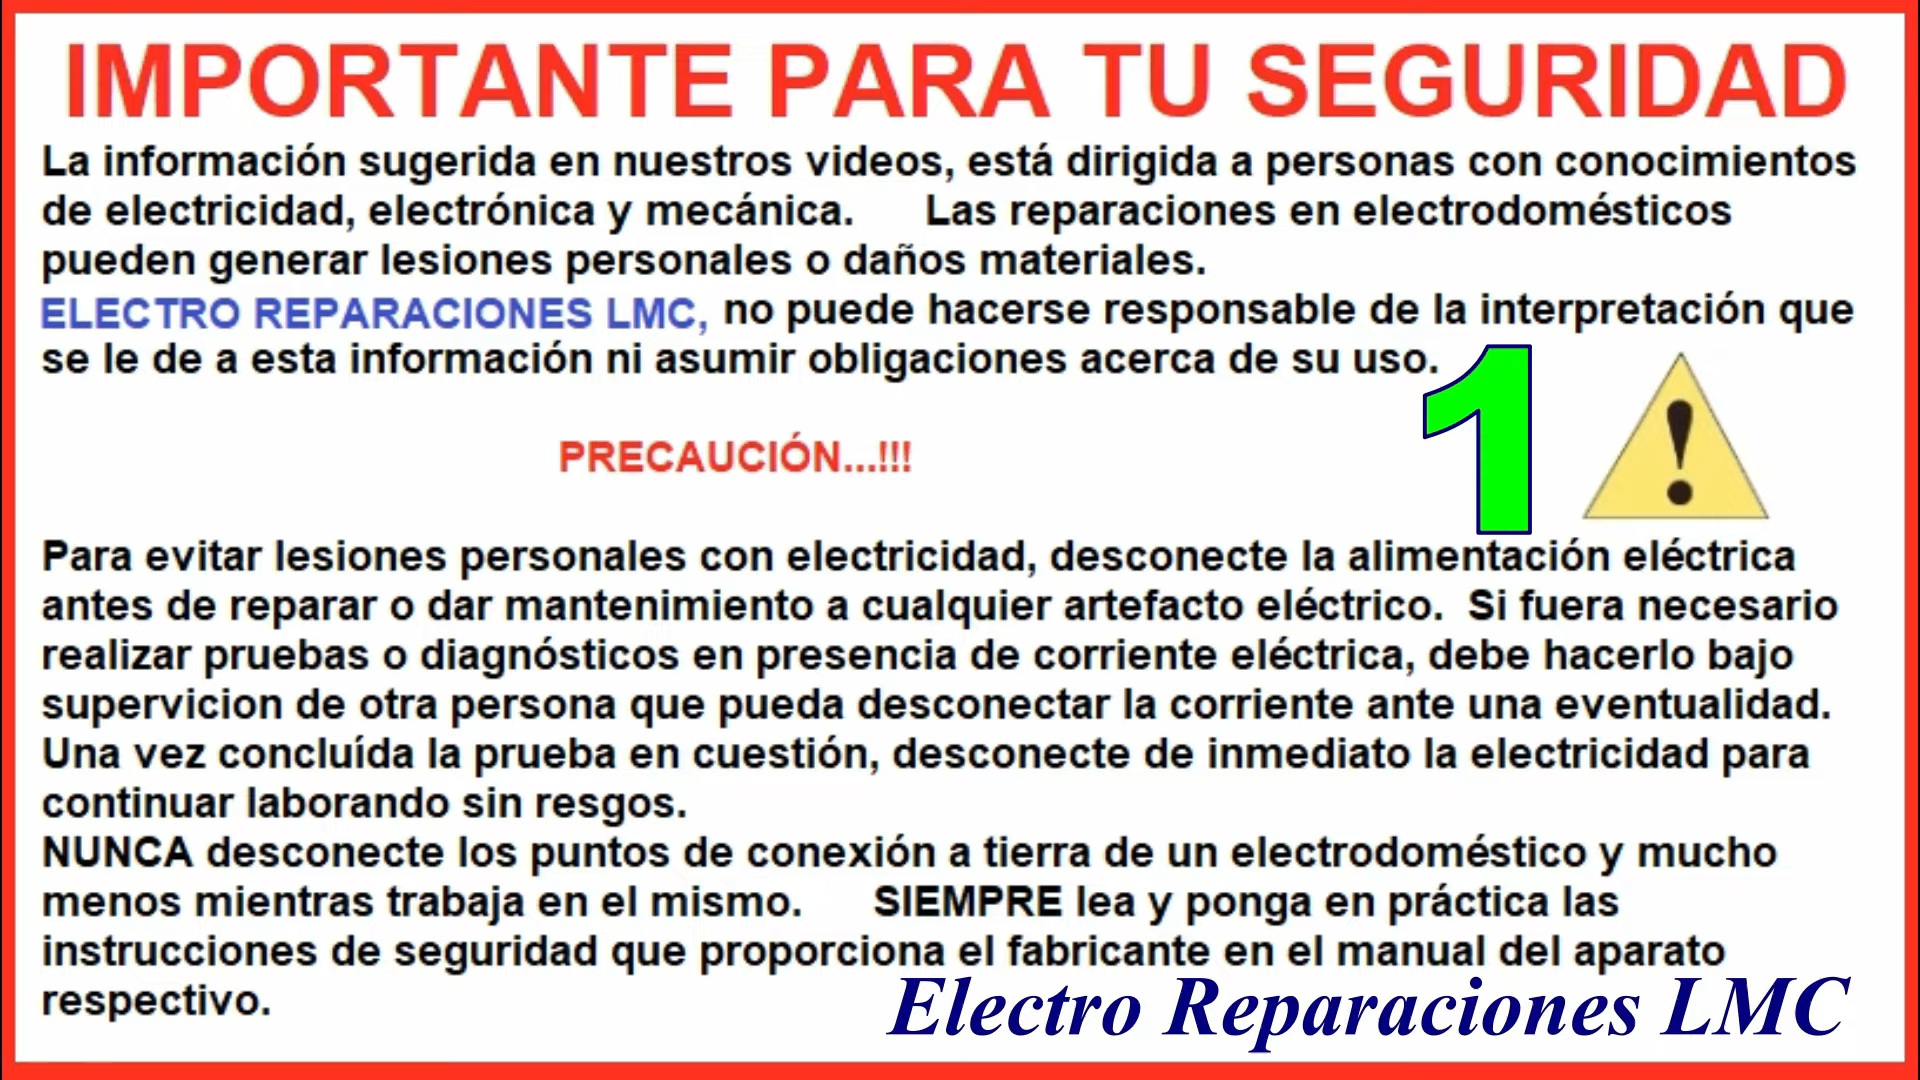 IMPORTANTE PARA TU SEGURIDAD
La información sugerida en nuestros videos, está dirigida a personas con conocimientos
de electricidad, electrónica y mecánica. Las reparaciones en electrodomésticos
pueden generar lesiones personales o daños materiales.
ELECTRO REPARACIONES LMC, no puede hacerse responsable de la interpretación que
se le de a esta información ni asumir obligaciones acerca de su uso.
1
PRECAUCIÓN...!!!
Para evitar lesiones personales con electricidad, desconecte la alimentación eléctrica
antes de reparar o dar mantenimiento a cualquier artefacto eléctrico. Si fuera necesario
realizar pruebas o diagnósticos en presencia de corriente eléctrica, debe hacerlo bajo
supervicion de otra persona que pueda desconectar la corriente ante una eventualidad.
Una vez concluída la prueba en cuestión, desconecte de inmediato la electricidad para
continuar laborando sin resgos.
NUNCA desconecte los puntos de conexión a tierra de un electrodoméstico y mucho
menos mientras trabaja en el mismo. SIEMPRE lea y ponga en práctica las
instrucciones de seguridad que proporciona el fabricante en el manual del aparato
respectivo.
Electro Reparaciones LMC